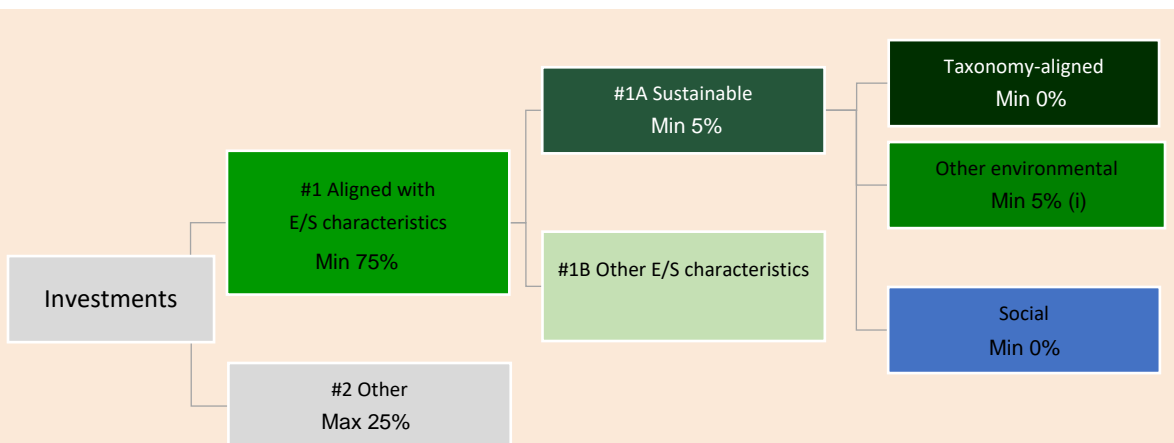 Investments
#1 Aligned with
E/S characteristics
Min 75%
#2 Other
Max 25%
#1A Sustainable
Min 5%
#1B Other E/S characteristics
Taxonomy-aligned
Min 0%
Other environmental
Min 5% (i)
Social
Min 0%